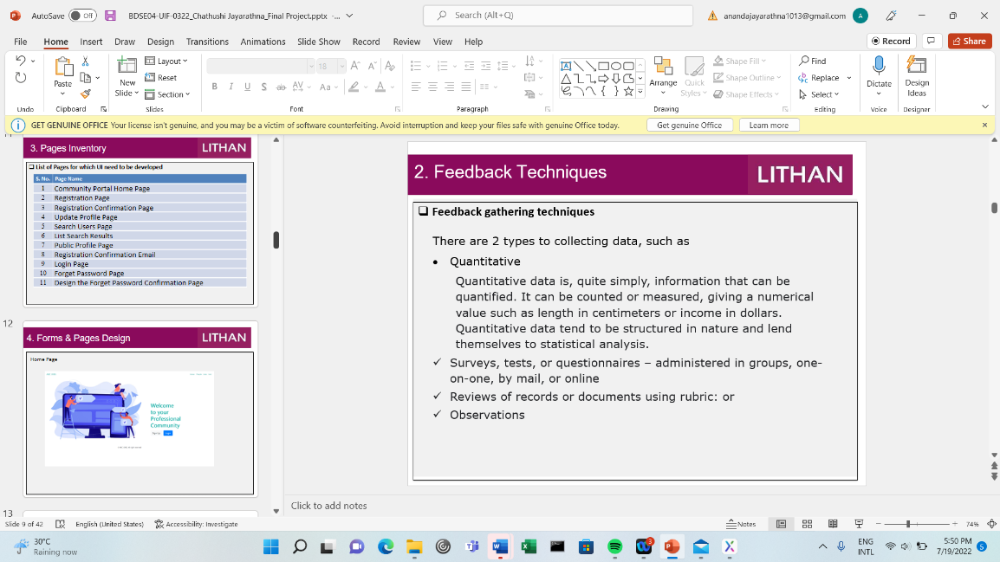 AutoSave Off BDSE04-UIF-0322_Chathushi Jayarathna_Final Project.pptx -... Search (Alt+Q) anandajayarathna1013@gmail.com A
File Home Insert Draw Design Transitions Animations Slide Show Record Review View Help Record Share
Paste New Slide Layout Reset Section 18 B I U S ab AV Aa A Arrange Quick Styles Shape Fill Shape Outline Shape Effects Find Replace Select Dictate Design Ideas
Undo Clipboard Slides Font Paragraph Drawing Editing Voice Designer
GET GENUINE OFFICE Your license isn't genuine, and you may be a victim of software counterfeiting. Avoid interruption and keep your files safe with genuine Office today. Get genuine Office Learn more
11
3. Pages Inventory LITHAN
List of Pages for which UI need to be developed
S. No. Page Name
1 Community Portal Home Page
2 Registration Page
3 Registration Confirmation Page
4 Update Profile Page
5 Search Users Page
6 List Search Results
7 Public Profile Page
8 Registration Confirmation Email
9 Login Page
10 Forget Password Page
11 Design the Forget Password Confirmation Page
12
4. Forms & Pages Design LITHAN
Home Page
Welcome
to your
Professional
Community
13
2. Feedback Techniques LITHAN
Feedback gathering techniques
There are 2 types to collecting data, such as
• Quantitative
Quantitative data is, quite simply, information that can be
quantified. It can be counted or measured, giving a numerical
value such as length in centimeters or income in dollars.
Quantitative data tend to be structured in nature and lend
themselves to statistical analysis.
✓ Surveys, tests, or questionnaires – administered in groups, one-
on-one, by mail, or online
✓ Reviews of records or documents using rubric: or
✓ Observations
Click to add notes
Slide 9 of 42 English (United States) Accessibility: Investigate Notes 74%
30°C
Raining now
3
ENG
INTL
5:50 PM
7/19/2022
5